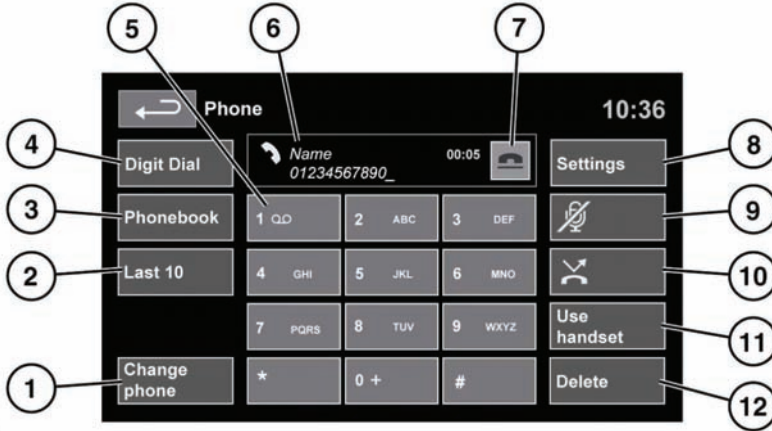 5 6 7
Phone 10:36
4 Digit Dial Name 00:05 Settings 8
01234567890_
3 Phonebook 1 2 ABC 3 DEF 9
2 Last 10 4 GHI 5 JKL 6 MNO 10
7 PQRS 8 TUV 9 WXYZ Use
handset 11
1 Change
phone * 0 + # Delete 12